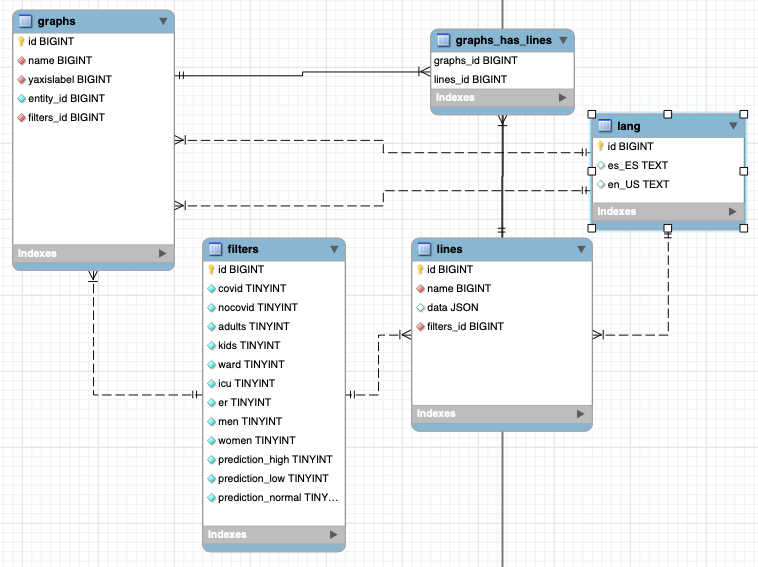 graphs
id BIGINT
name BIGINT
yaxislabel BIGINT
entity_id BIGINT
filters_id BIGINT
Indexes
graphs_has_lines
graphs_id BIGINT
lines_id BIGINT
Indexes
lang
id BIGINT
es_ES TEXT
en_US TEXT
Indexes
filters
id BIGINT
covid TINYINT
nocovid TINYINT
adults TINYINT
kids TINYINT
ward TINYINT
icu TINYINT
er TINYINT
men TINYINT
women TINYINT
prediction_high TINYINT
prediction_low TINYINT
prediction_normal TINY...
Indexes
lines
id BIGINT
name BIGINT
data JSON
filters_id BIGINT
Indexes